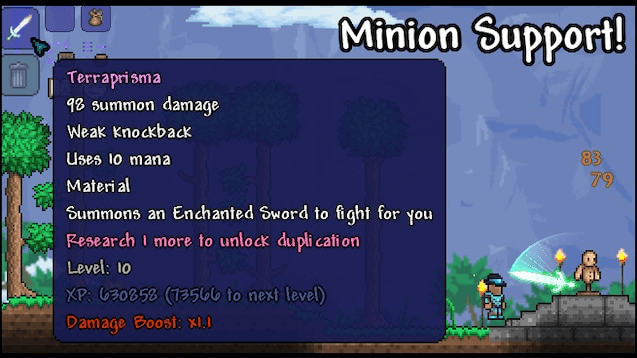 Minion Support!
Terraprisma
98 summon damage
Weak knockback
Uses 10 mana
Material
Summons an Enchanted Sword to fight for you
Research 1 more to unlock duplication
Level: 10
XP: 630858 (73566 to next level)
Damage Boost: x1.1
83
79